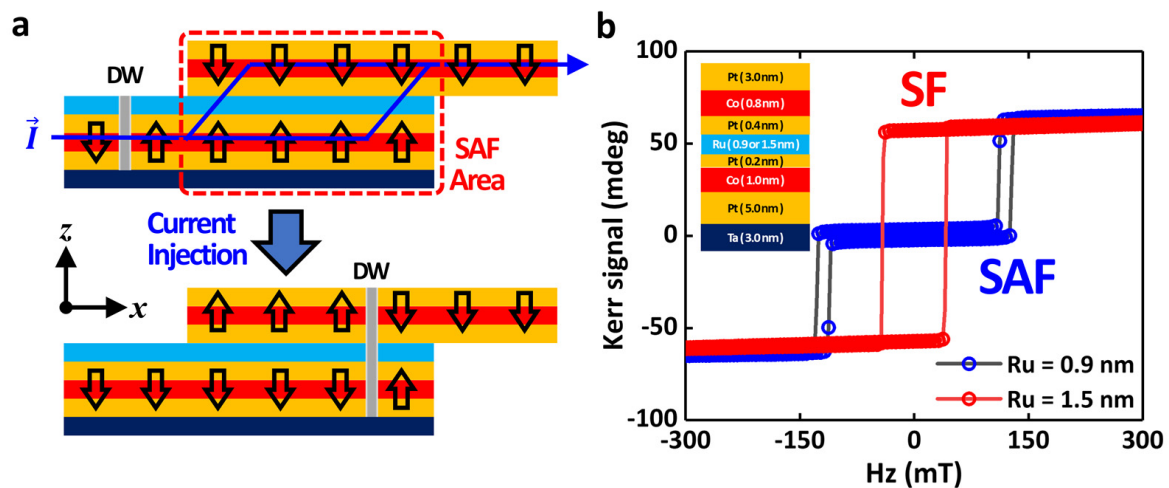 a
DW
I
SAF
Area
Current
Injection
z
x
DW
b
Kerr signal (mdeg)
100
50
0
-50
-100
Pt (3.0nm)
Co (0.8nm)
Pt (0.4nm)
Ru (0.9 or 1.5nm)
Pt (0.2nm)
Co (1.0nm)
Pt (5.0nm)
Ta (3.0nm)
SF
SAF
Ru = 0.9 nm
Ru = 1.5 nm
-300 -150 0 150 300
Hz (mT)